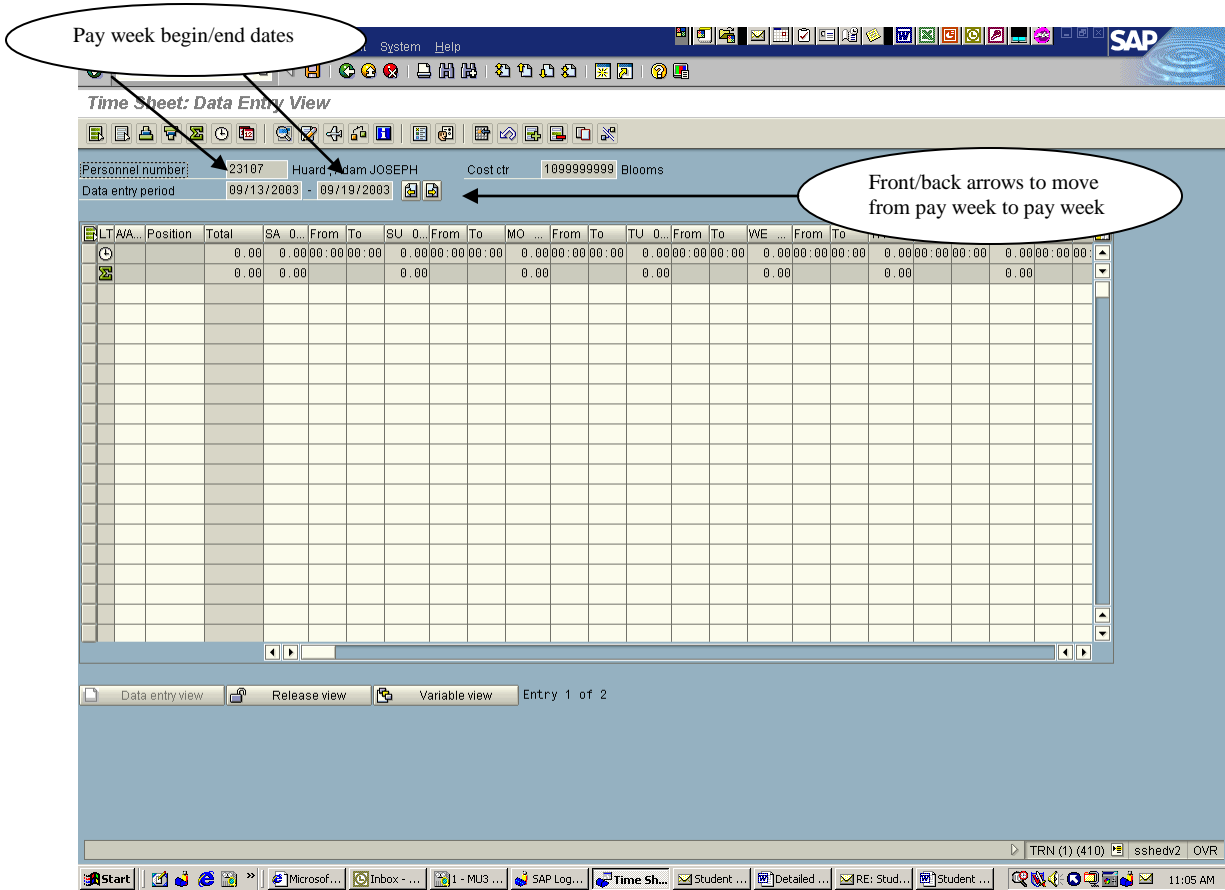 Pay week begin/end dates
System Help
SAP
Time Sheet: Data Entry View
Personnel number 23107 Huard , Adam JOSEPH Cost ctr 1099999999 Blooms
Data entry period 09/13/2003 - 09/19/2003
Front/back arrows to move
from pay week to pay week
LT A/A... Position Total SA 0... From To SU 0... From To MO ... From To TU 0... From To WE ... From To
0.00 0.00 00:00 00:00 0.00 00:00 00:00 0.00 00:00 00:00 0.00 00:00 00:00 0.00 00:00 00:00 0.00 00:00 00:00 0.00 00:00 00:
0.00 0.00 0.00 0.00 0.00 0.00 0.00 0.00
Data entry view Release view Variable view Entry 1 of 2
TRN (1) (410) sshedv2 OVR
Start » Microsof... Inbox - ... 1 - MU3 ... SAP Log... Time Sh... Student ... Detailed ... RE: Stud... Student ... 11:05 AM